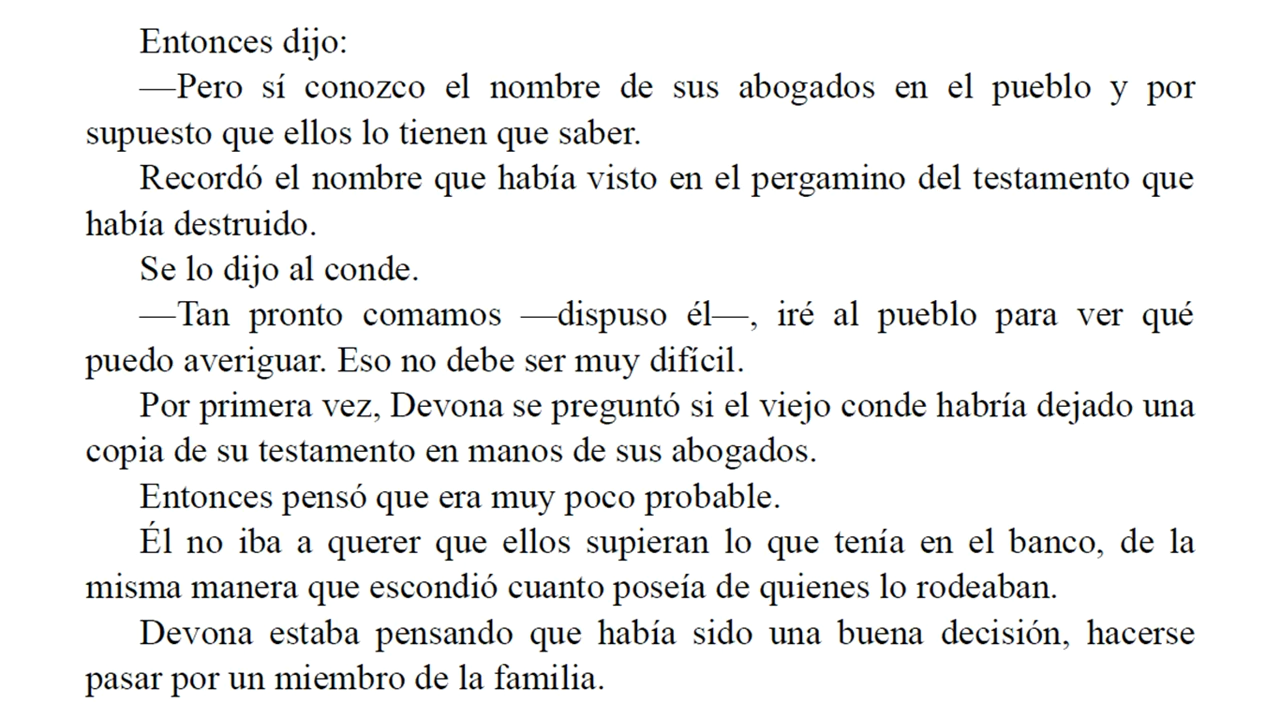 Entonces dijo:
—Pero sí conozco el nombre de sus abogados en el pueblo y por
supuesto que ellos lo tienen que saber.
Recordó el nombre que había visto en el pergamino del testamento que
había destruido.
Se lo dijo al conde.
—Tan pronto comamos —dispuso él—, iré al pueblo para ver qué
puedo averiguar. Eso no debe ser muy difícil.
Por primera vez, Devona se preguntó si el viejo conde habría dejado una
copia de su testamento en manos de sus abogados.
Entonces pensó que era muy poco probable.
Él no iba a querer que ellos supieran lo que tenía en el banco, de la
misma manera que escondió cuanto poseía de quienes lo rodeaban.
Devona estaba pensando que había sido una buena decisión, hacerse
pasar por un miembro de la familia.